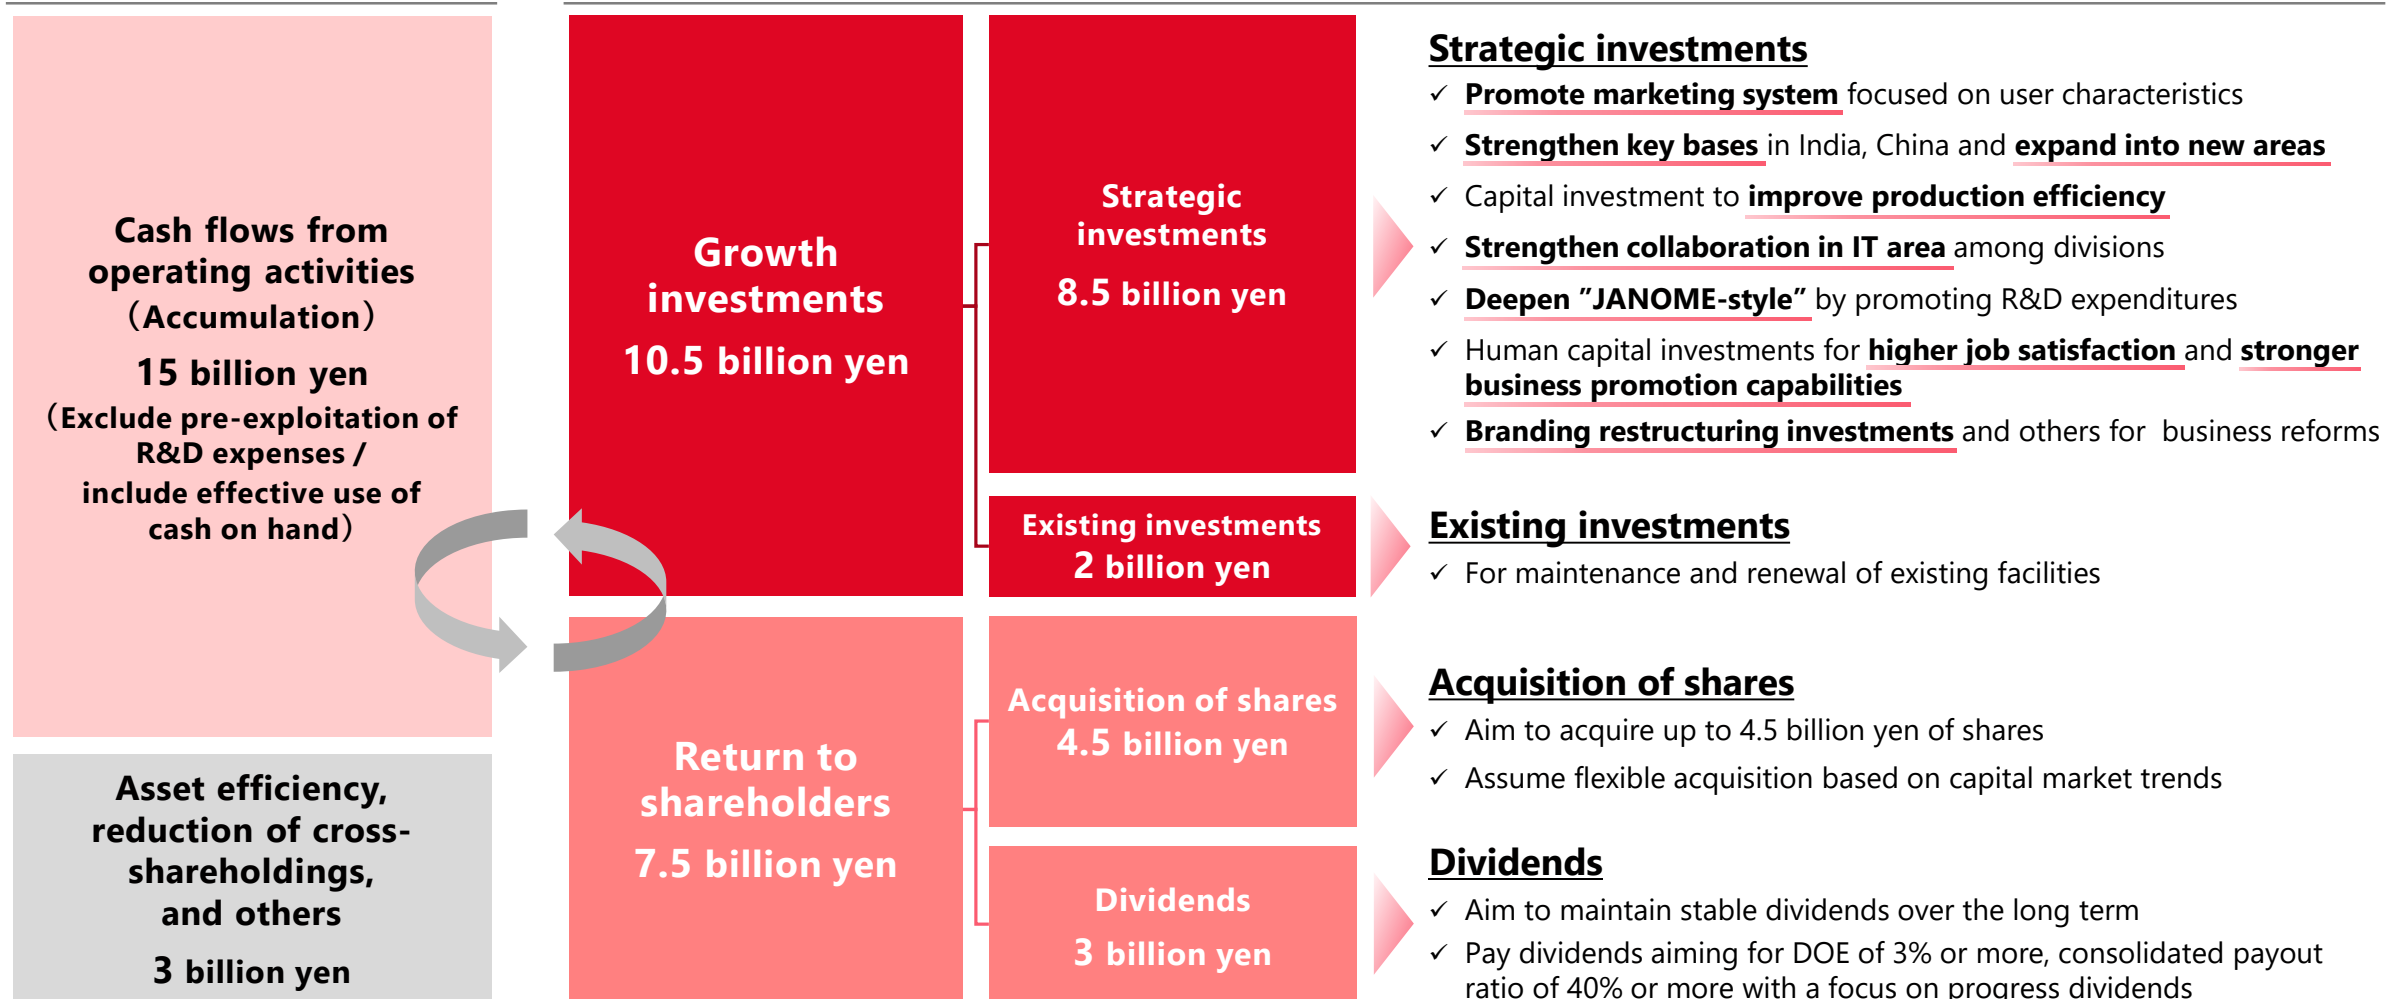 Cash flows from
operating activities
（Accumulation）
15 billion yen
（Exclude pre-exploitation of
R&D expenses /
include effective use of
cash on hand）
Asset efficiency,
reduction of cross-
shareholdings,
and others
3 billion yen
Growth
investments
10.5 billion yen
Strategic
investments
8.5 billion yen
Existing investments
2 billion yen
Return to
shareholders
7.5 billion yen
Acquisition of shares
4.5 billion yen
Dividends
3 billion yen
Strategic investments
✓ Promote marketing system focused on user characteristics
✓ Strengthen key bases in India, China and expand into new areas
✓ Capital investment to improve production efficiency
✓ Strengthen collaboration in IT area among divisions
✓ Deepen ”JANOME-style” by promoting R&D expenditures
✓ Human capital investments for higher job satisfaction and stronger
business promotion capabilities
✓ Branding restructuring investments and others for business reforms
Existing investments
✓ For maintenance and renewal of existing facilities
Acquisition of shares
✓ Aim to acquire up to 4.5 billion yen of shares
✓ Assume flexible acquisition based on capital market trends
Dividends
✓ Aim to maintain stable dividends over the long term
✓ Pay dividends aiming for DOE of 3% or more, consolidated payout
ratio of 40% or more with a focus on progress dividends